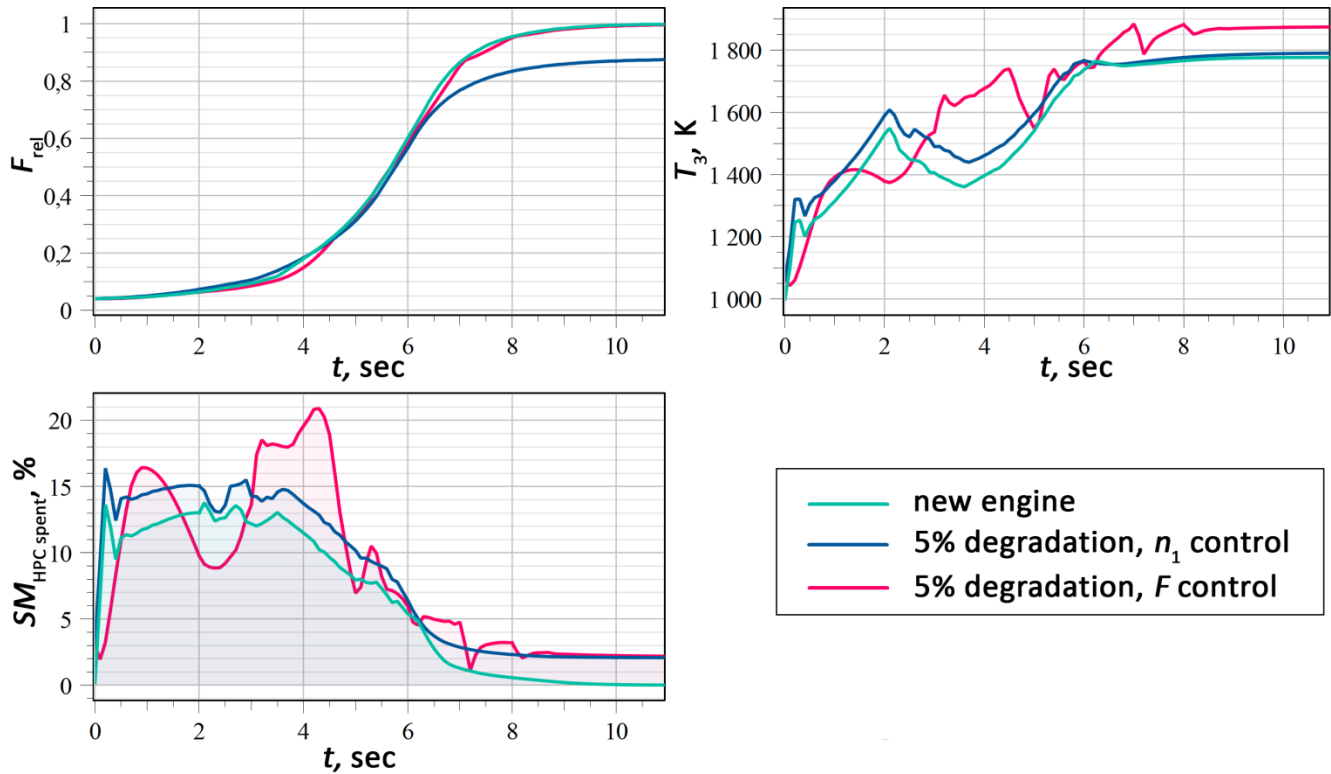 1
0,8
0,6
0,4
0,2
0
F_rel
0 2 4 6 8 10
t, sec
1 800
1 600
1 400
1 200
1 000
T_3, K
0 2 4 6 8 10
t, sec
20
15
10
5
0
SM_HPC spent, %
0 2 4 6 8 10
t, sec
new engine
5% degradation, n_1 control
5% degradation, F control